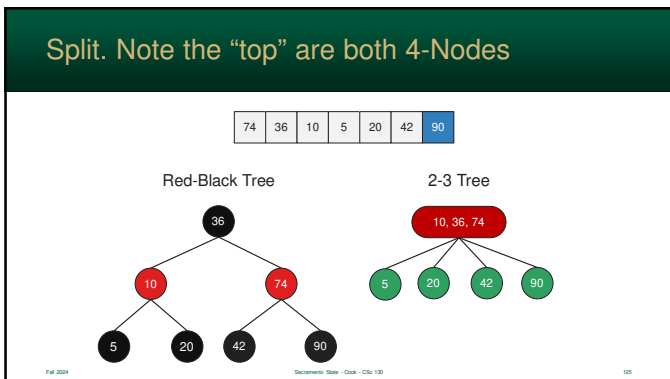 Split. Note the “top” are both 4-Nodes
74 36 10 5 20 42 90
Red-Black Tree
2-3 Tree
36
10, 36, 74
10 74
5 20 42 90
5 20 42 90
Fall 2024
Sacramento State - Cook - CSc 130
125